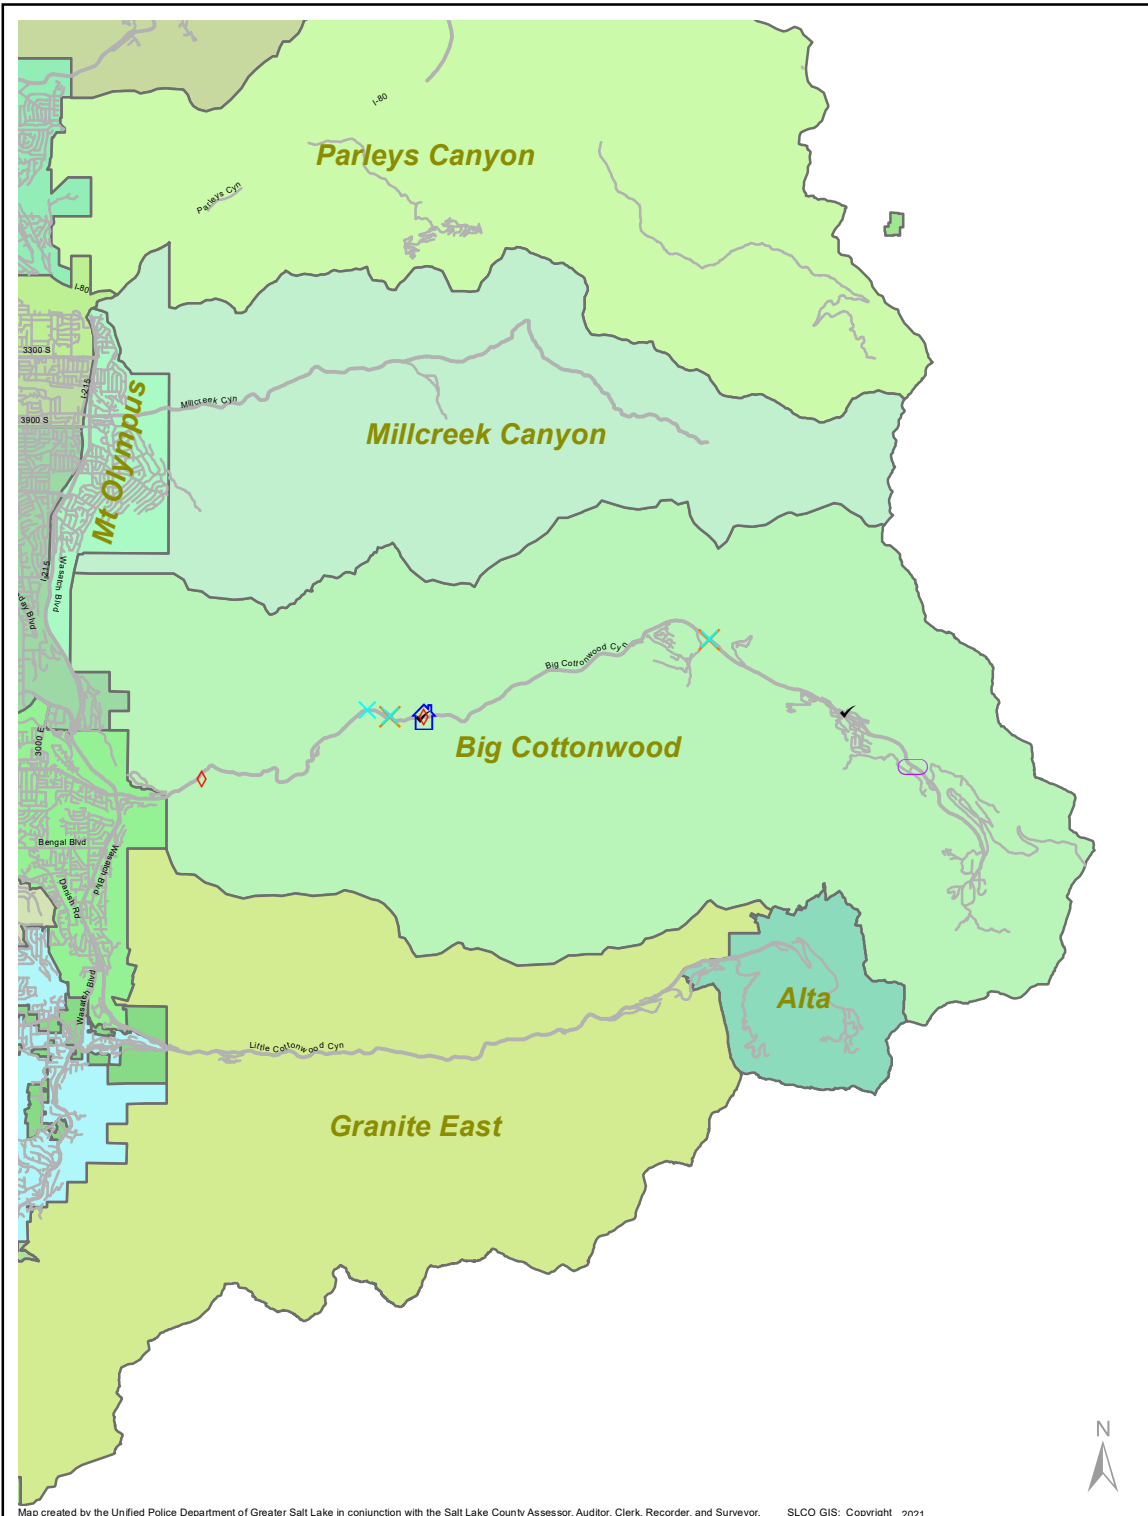 I-80
Parleys Canyon
Parleys Cyn
I-80
3300 S
I-215
Millcreek Cyn
3900 S
Mt Olympus
Millcreek Canyon
I-215
Wasatch Blvd
day Blvd
Big Cottonwood Cyn
3000 E
Big Cottonwood
Bengal Blvd
Wasatch Blvd
Danish Rd
Wasatch Blvd
Alta
Little Cottonwood Cyn
Granite East
N
Map created by the Unified Police Department of Greater Salt Lake in conjunction with the Salt Lake County Assessor, Auditor, Clerk, Recorder, and Surveyor. SLCO GIS: Copyright 2021